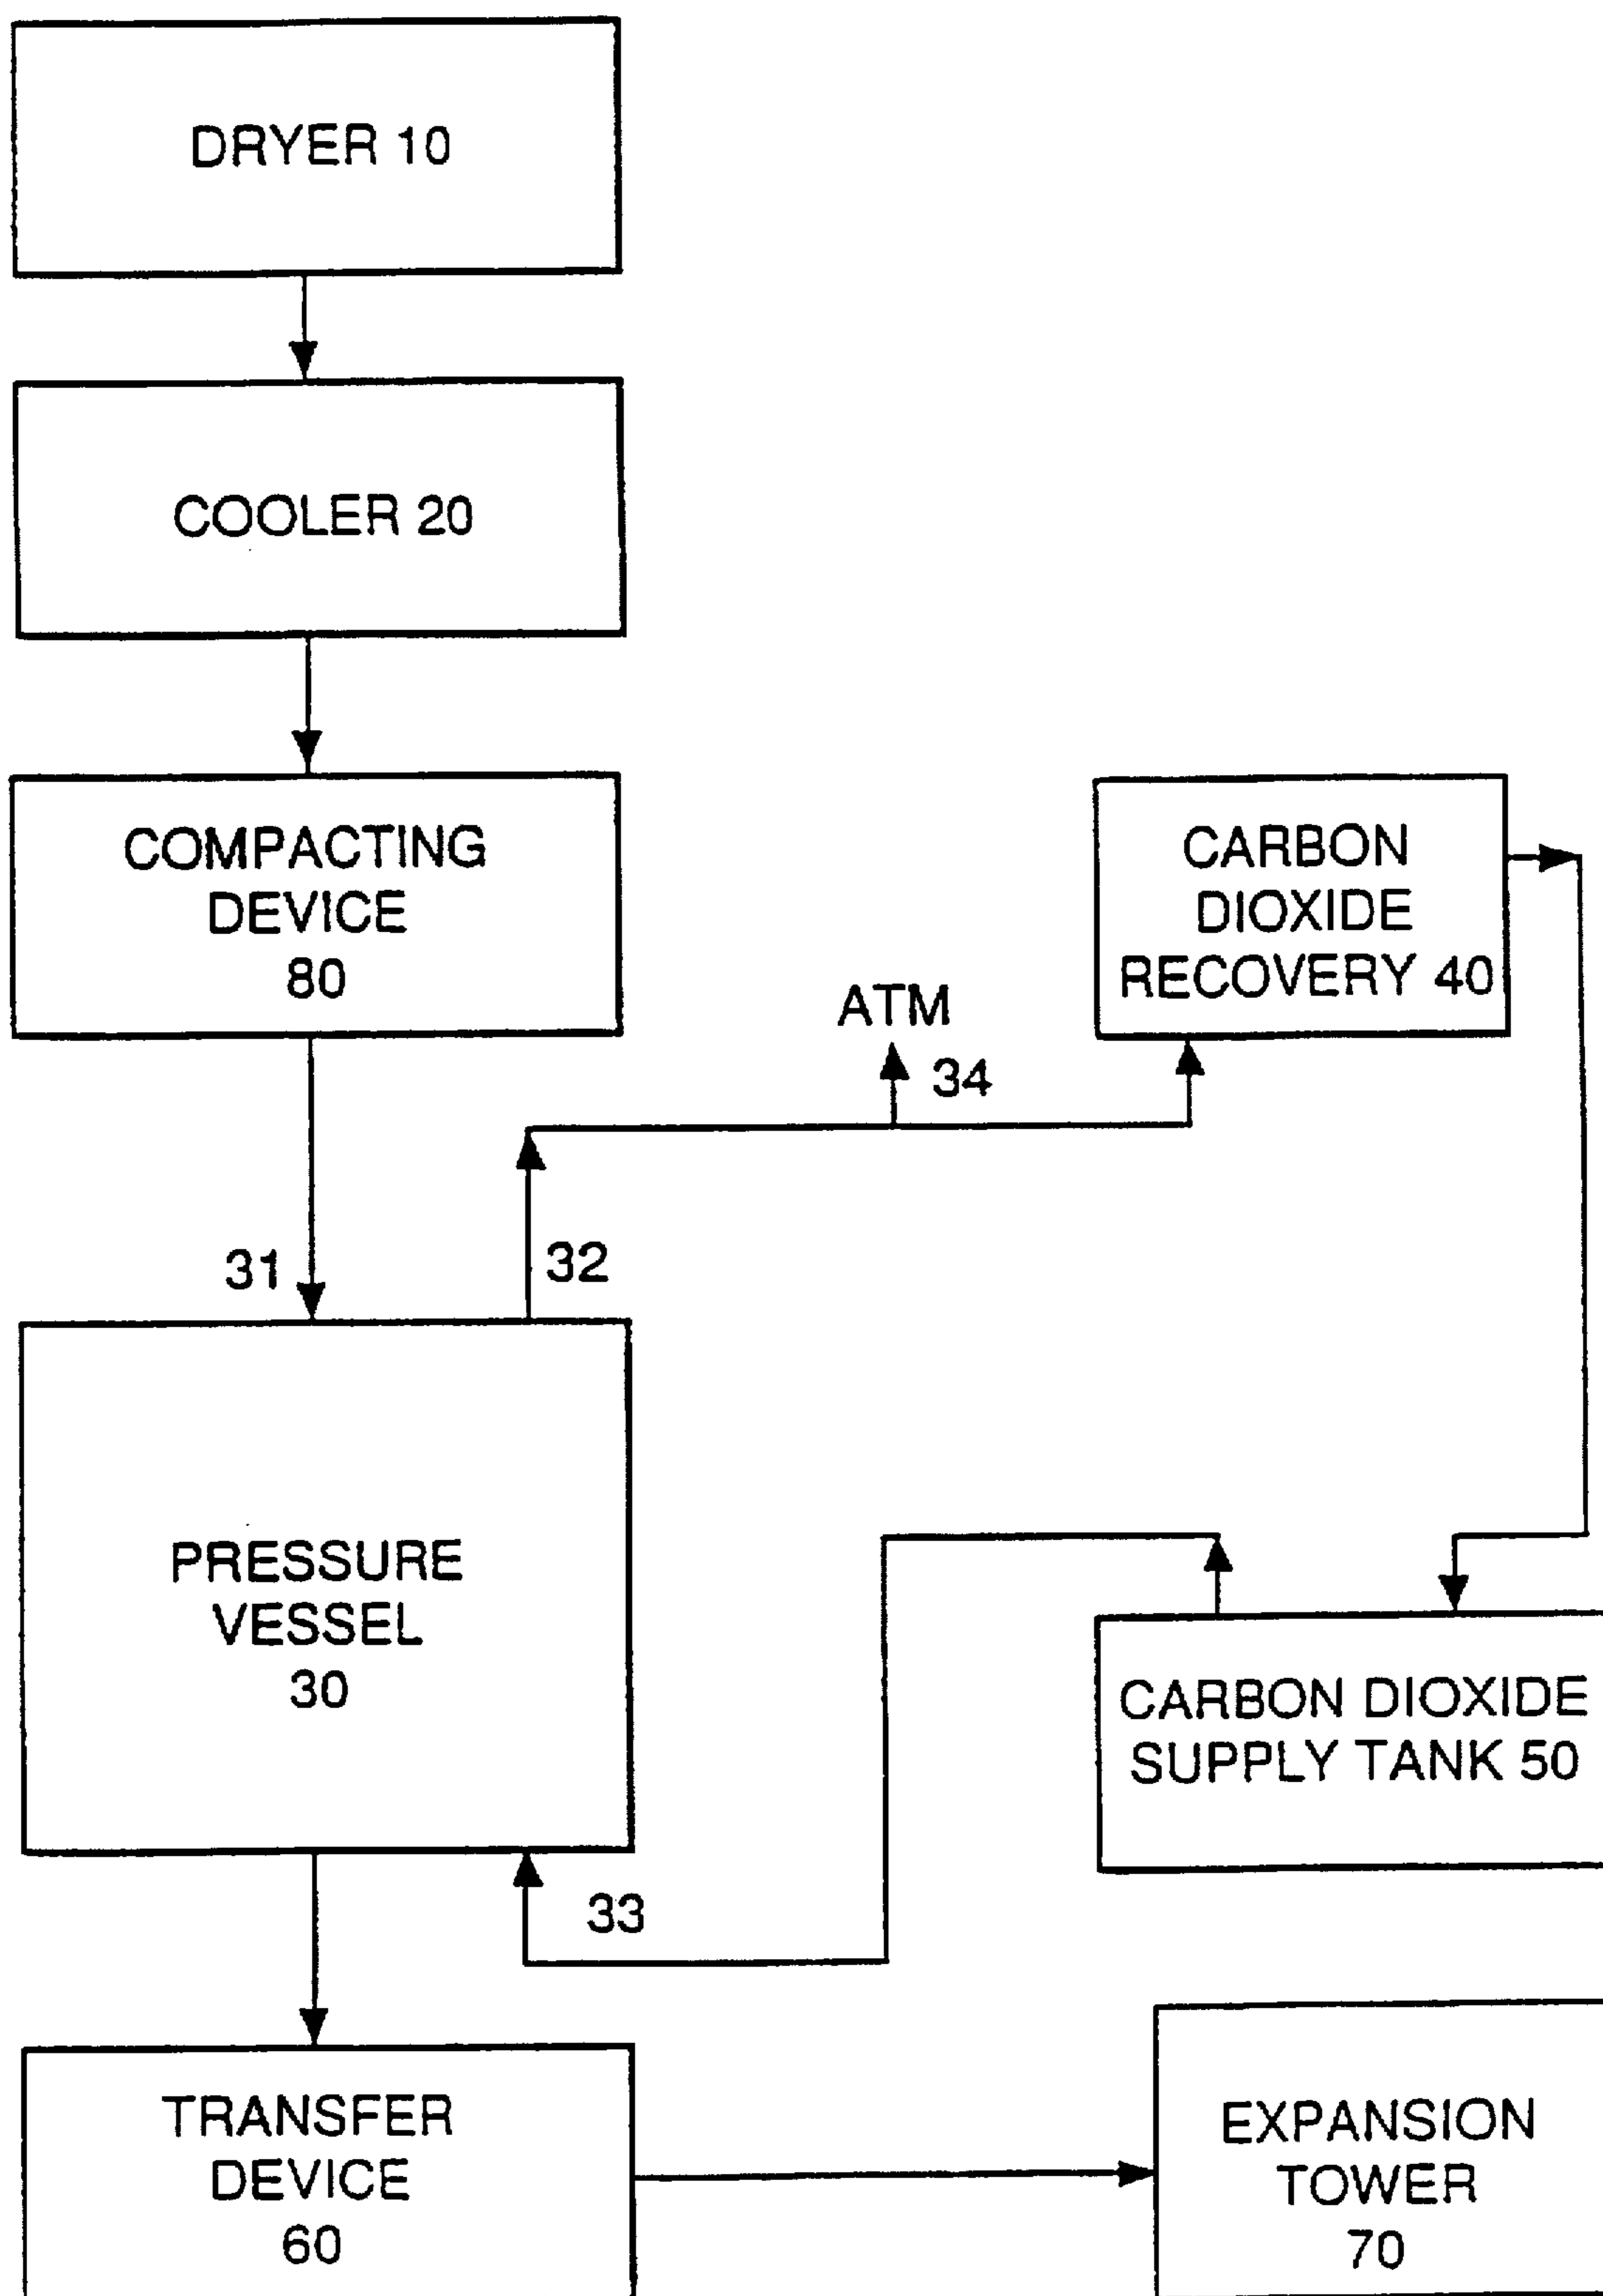 DRYER 10
COOLER 20
COMPACTING
DEVICE
80
CARBON
DIOXIDE
RECOVERY 40
ATM
34
31
32
PRESSURE
VESSEL
30
CARBON DIOXIDE
SUPPLY TANK 50
33
TRANSFER
DEVICE
60
EXPANSION
TOWER
70